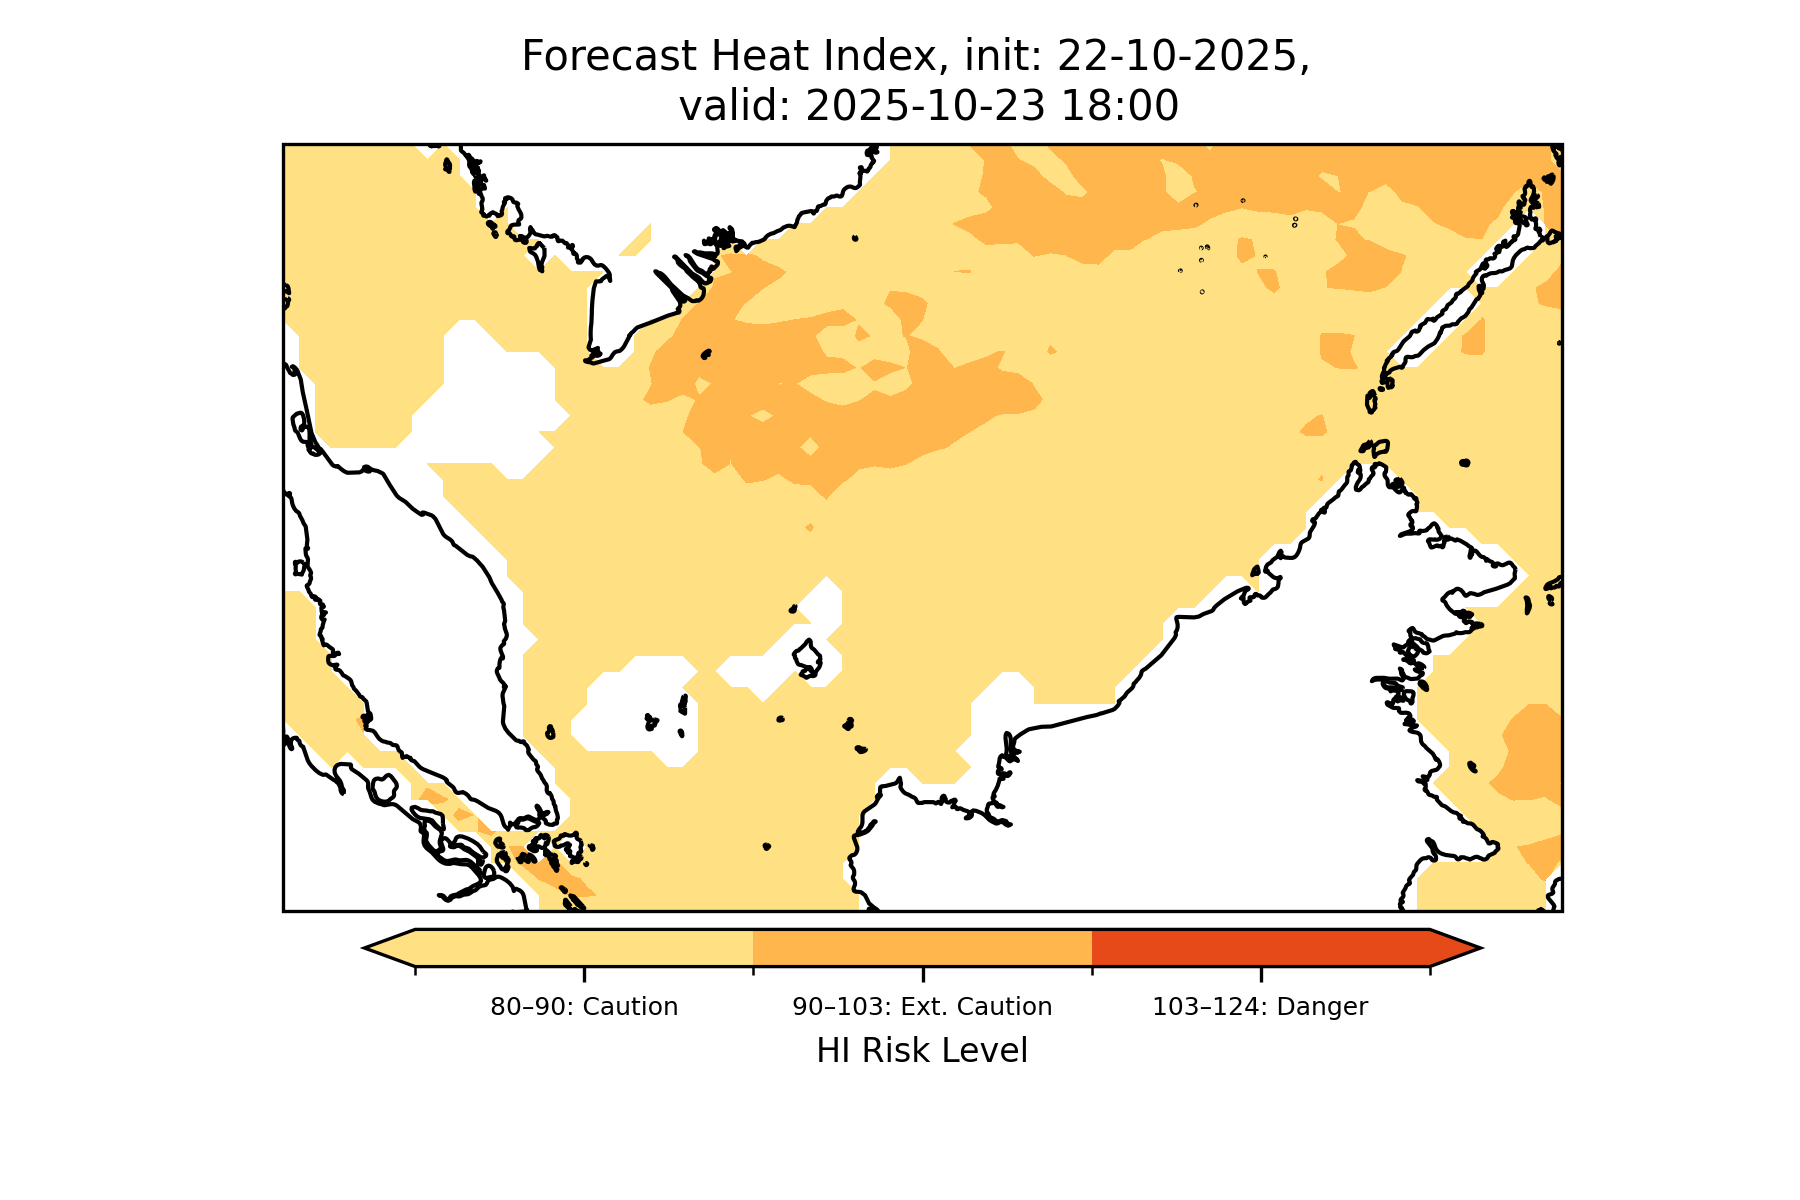 Forecast Heat Index, init: 22-10-2025,
valid: 2025-10-23 18:00
80–90: Caution
90–103: Ext. Caution
103–124: Danger
HI Risk Level